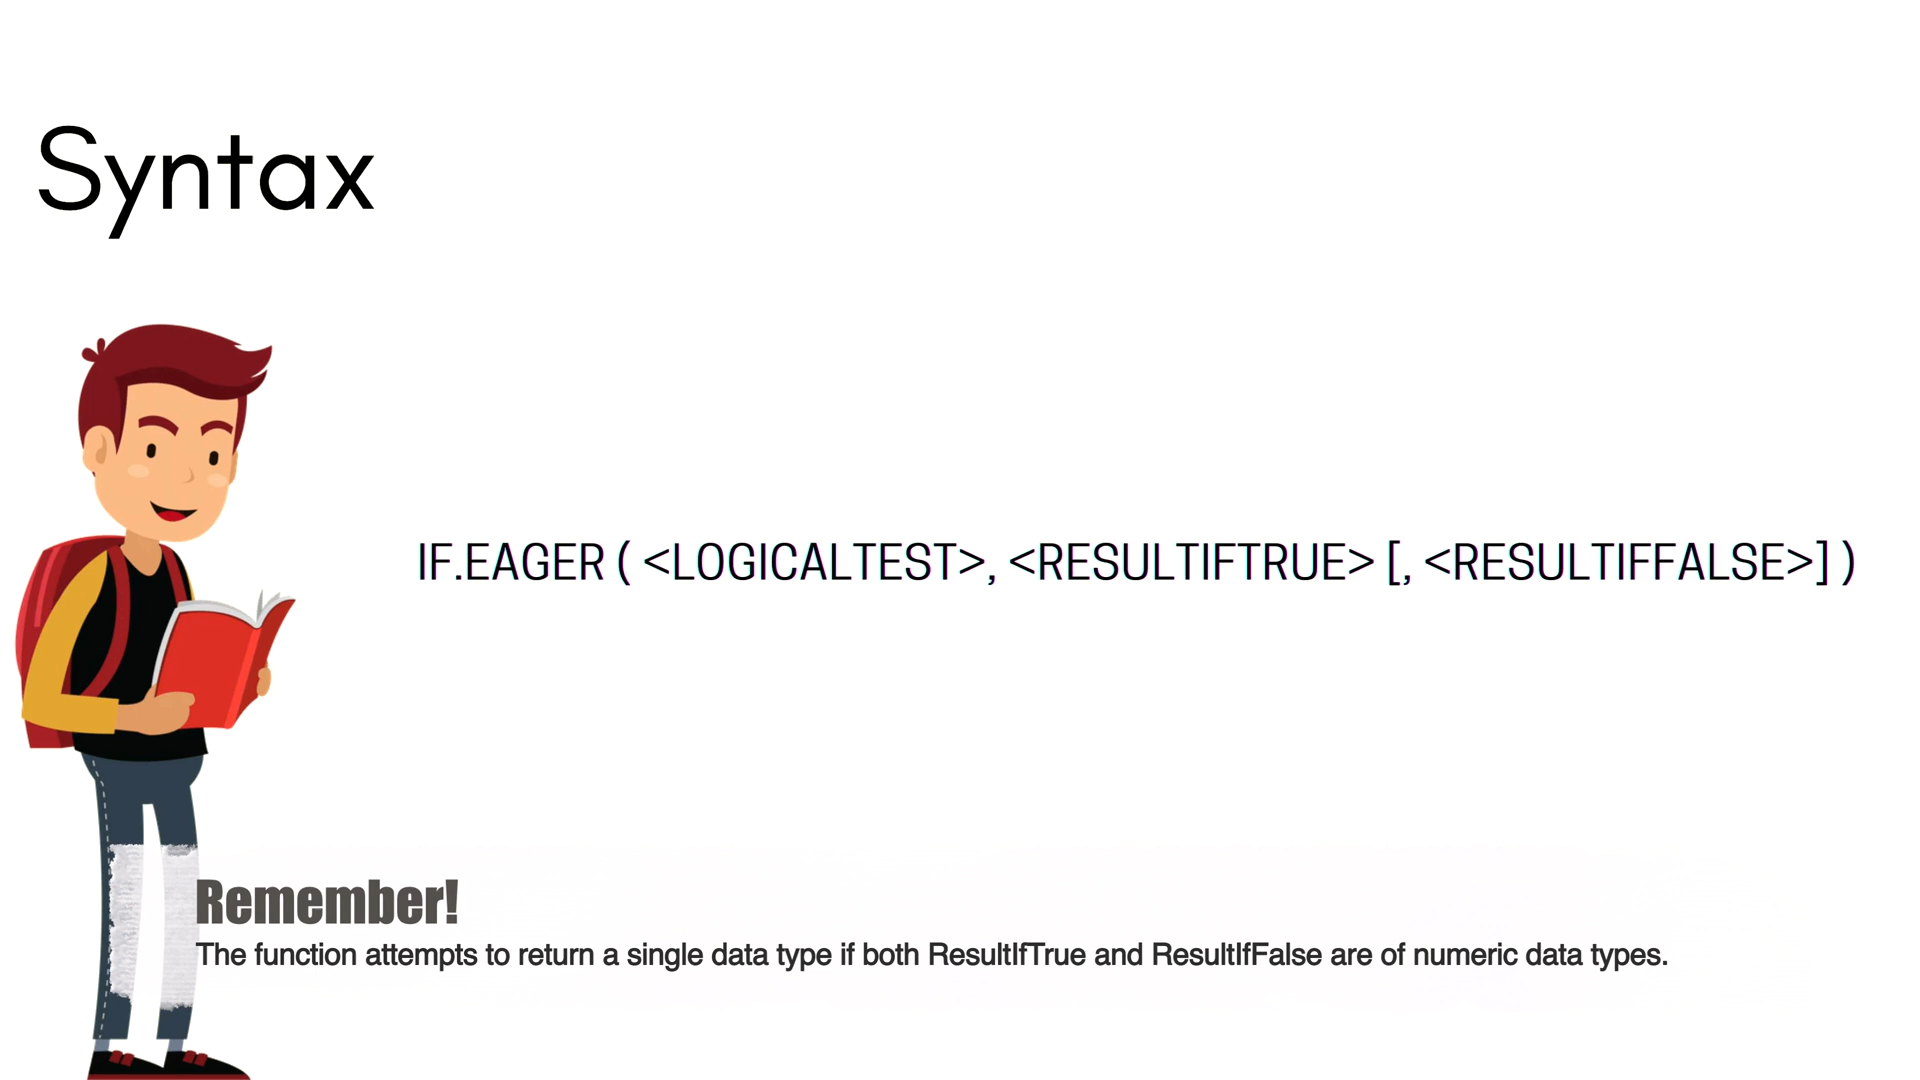 Syntax
IF.EAGER ( <LOGICALTEST>, <RESULTIFTRUE> [, <RESULTIFFALSE>] )
Remember!
The function attempts to return a single data type if both ResultIfTrue and ResultIfFalse are of numeric data types.